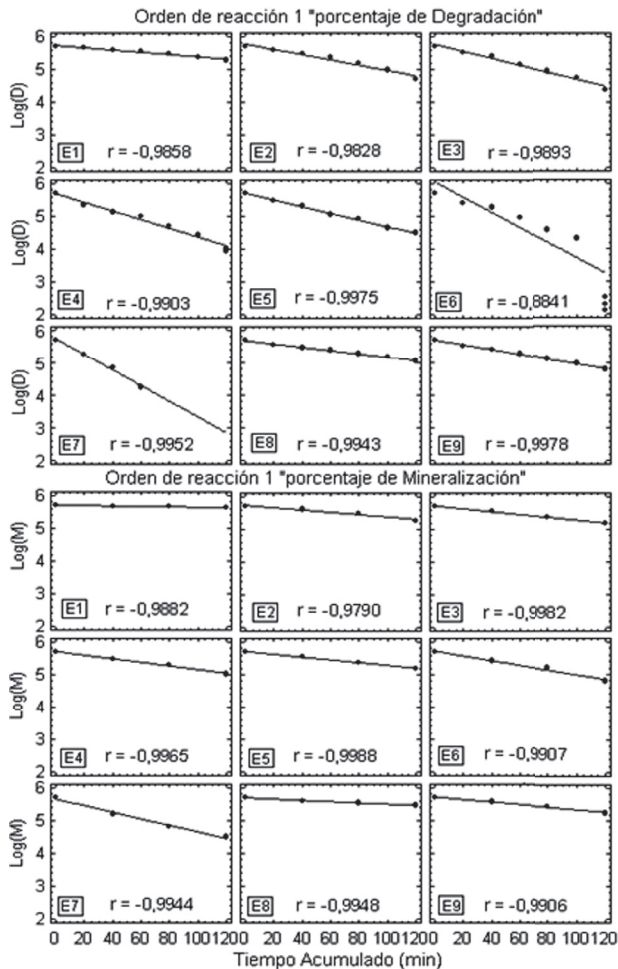 Orden de reacción 1 "porcentaje de Degradación"
Log(D)
6
5
4
3
2
E1 r = -0,9858
E2 r = -0,9828
E3 r = -0,9893
Log(D)
6
5
4
3
2
E4 r = -0,9903
E5 r = -0,9975
E6 r = -0,8841
Log(D)
6
5
4
3
2
E7 r = -0,9952
E8 r = -0,9943
E9 r = -0,9978
Orden de reacción 1 "porcentaje de Mineralización"
Log(M)
6
5
4
3
2
E1 r = -0,9882
E2 r = -0,9790
E3 r = -0,9982
Log(M)
6
5
4
3
2
E4 r = -0,9965
E5 r = -0,9988
E6 r = -0,9907
Log(M)
6
5
4
3
2
E7 r = -0,9944
E8 r = -0,9948
E9 r = -0,9906
0 20 40 60 80 100 120 0 20 40 60 80 100 120 0 20 40 60 80 100 120
Tiempo Acumulado (min)